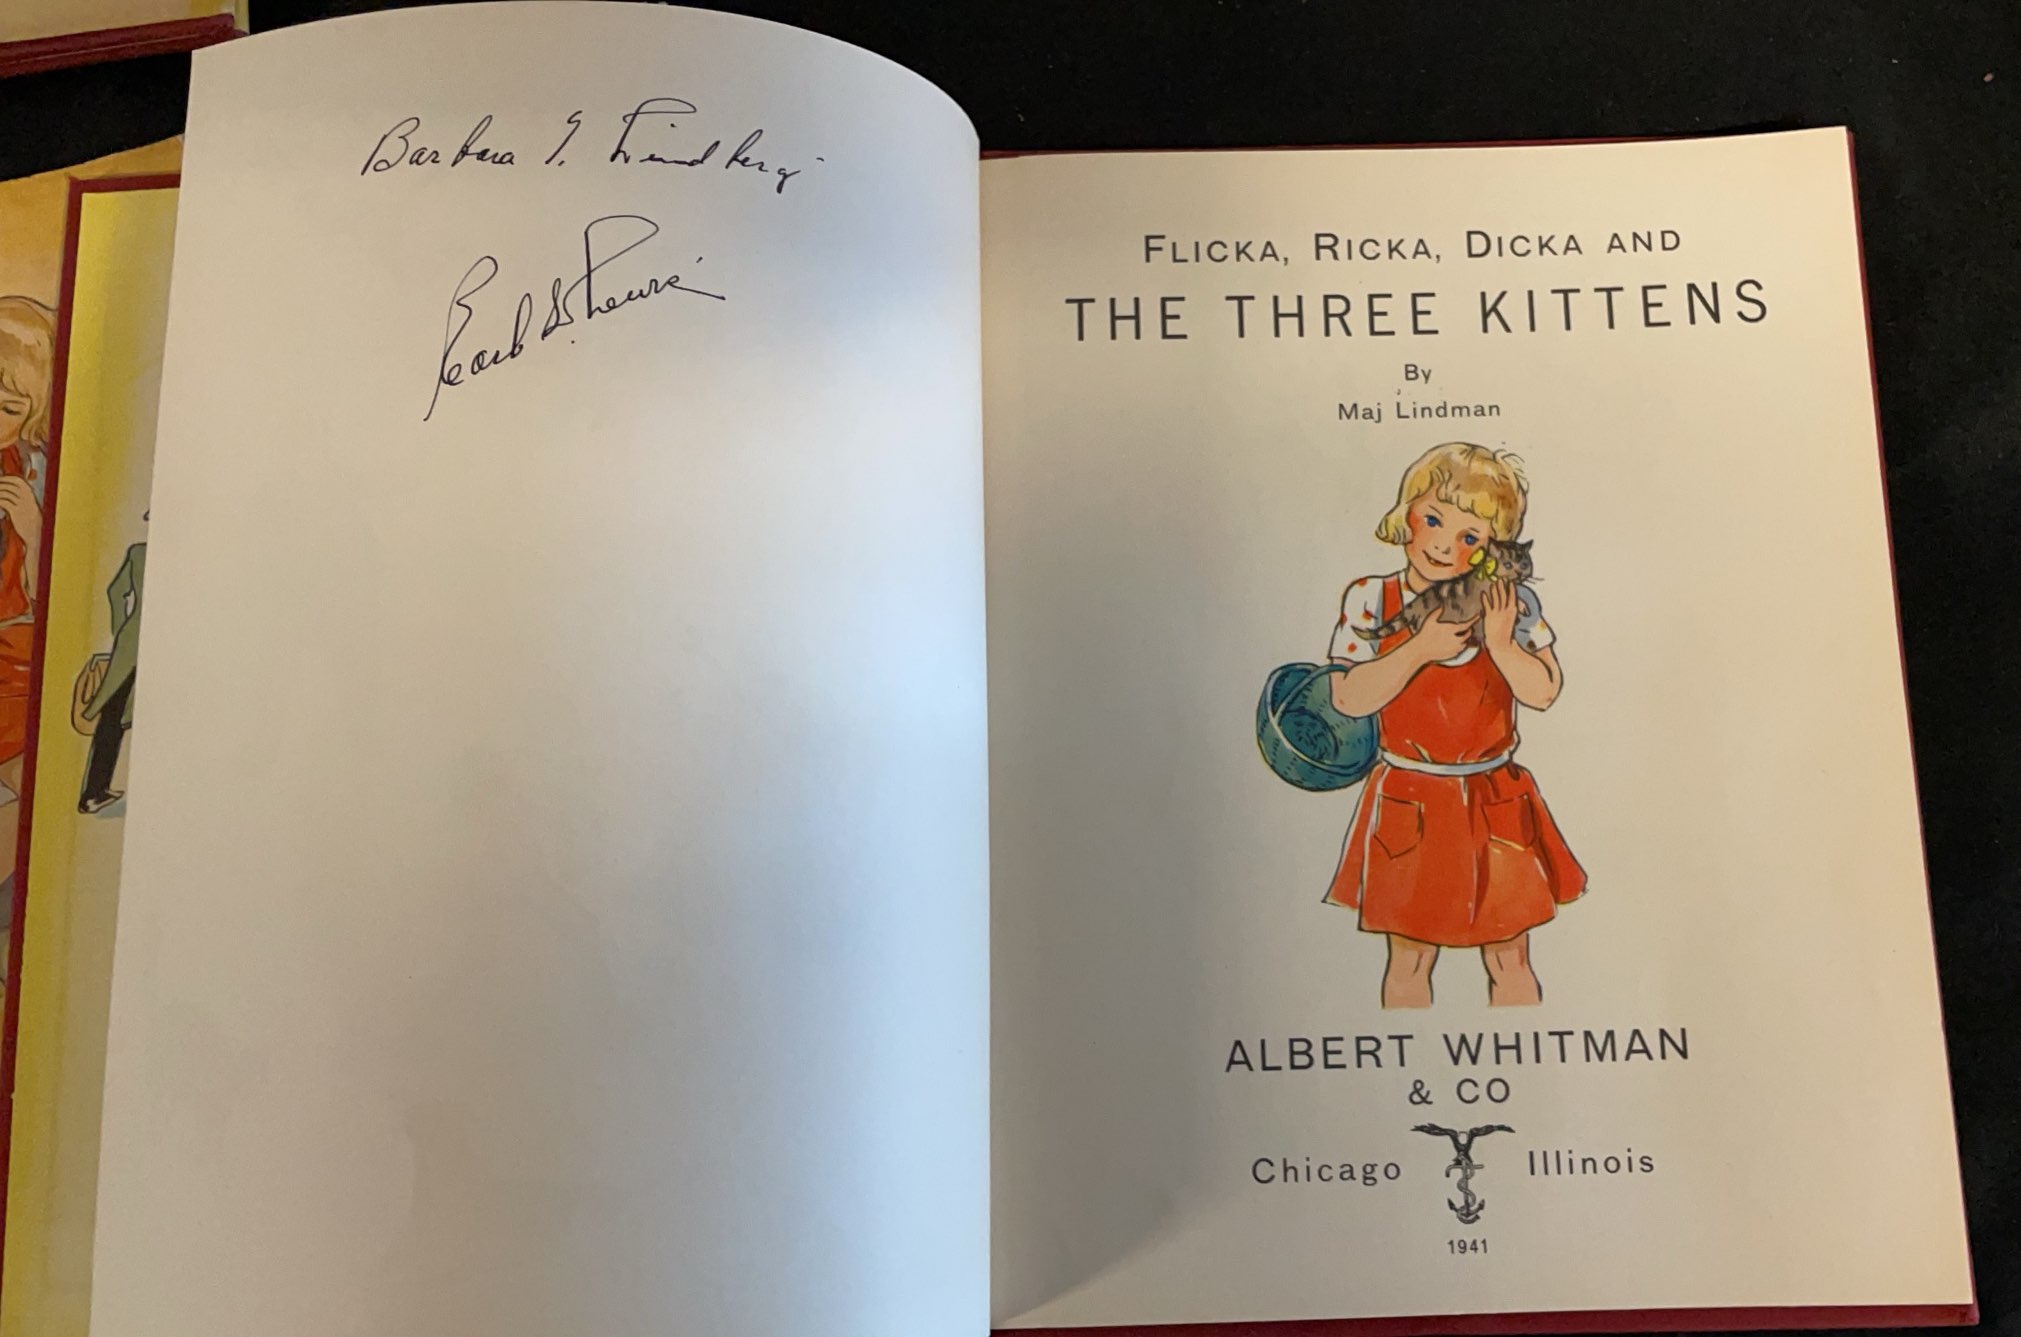 Barbara
FLICKA, RICKA, DICKA AND
THE THREE KITTENS
By
Maj Lindman
ALBERT WHITMAN
& CO
Chicago Illinois
1941